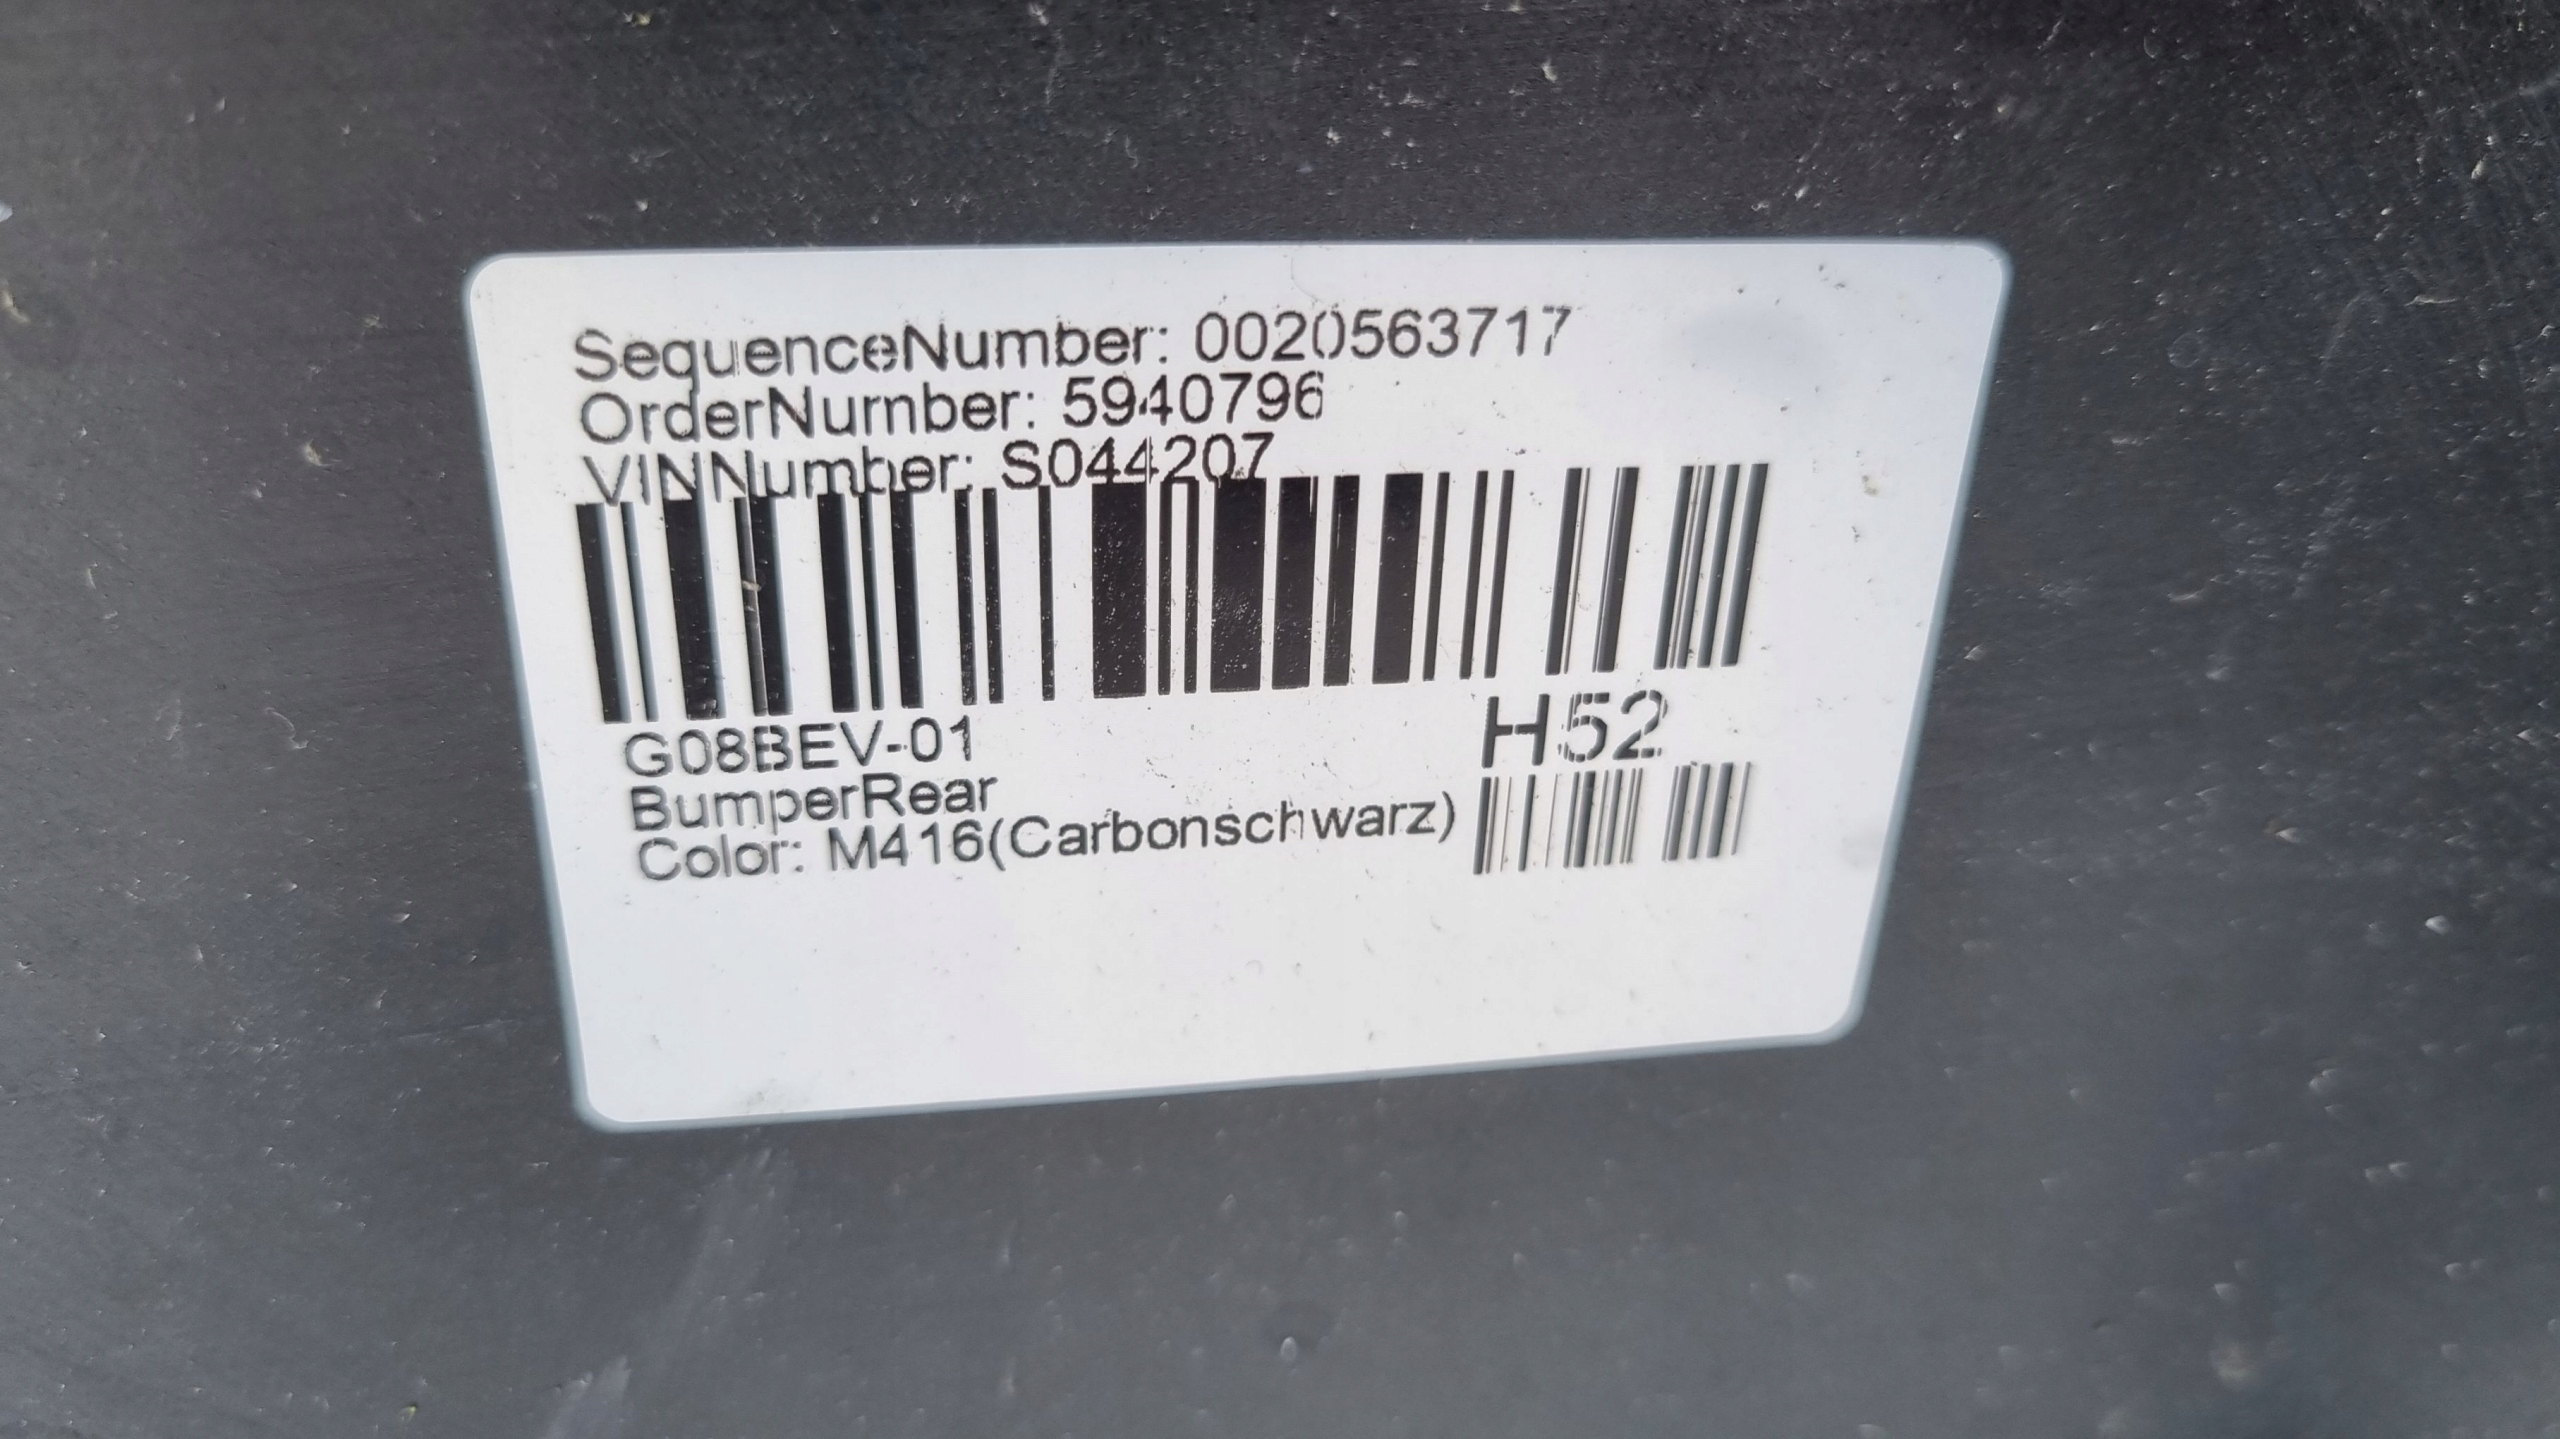 SequenceNumber: 0020563717
OrderNumber: 5940796
VINNumber: S044207
G08BEV-01
H52
BumperRear
Color: M416(Carbonschwarz)